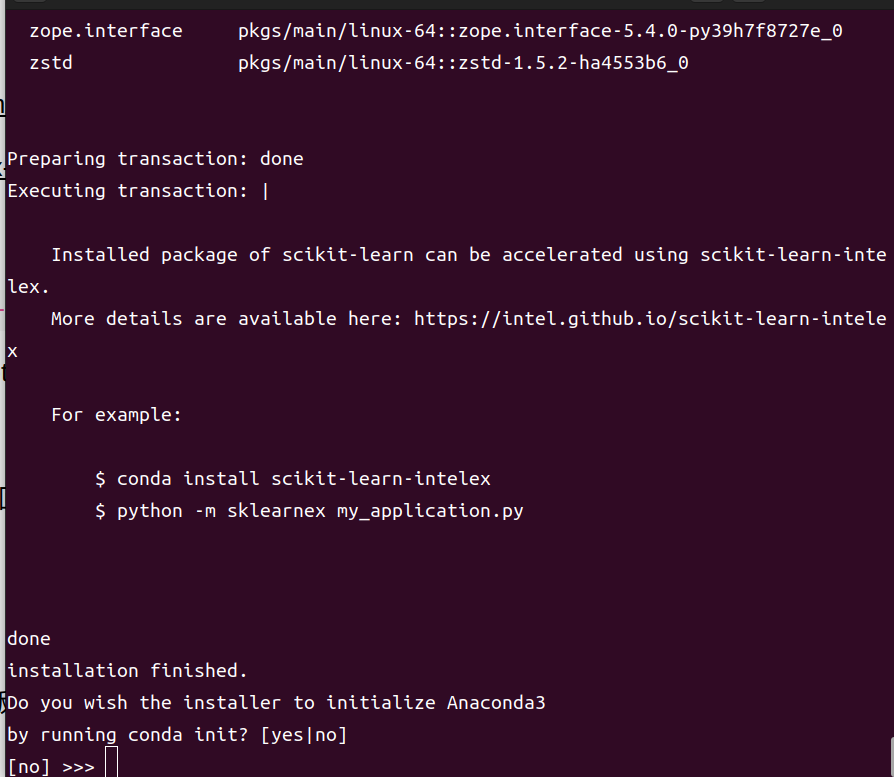 zope.interface     pkgs/main/linux-64::zope.interface-5.4.0-py39h7f8727e_0
zstd               pkgs/main/linux-64::zstd-1.5.2-ha4553b6_0
Preparing transaction: done
Executing transaction: |
Installed package of scikit-learn can be accelerated using scikit-learn-inte
lex.
More details are available here: https://intel.github.io/scikit-learn-intele
x
For example:
$ conda install scikit-learn-intelex
$ python -m sklearnex my_application.py
done
installation finished.
Do you wish the installer to initialize Anaconda3
by running conda init? [yes|no]
[no] >>>